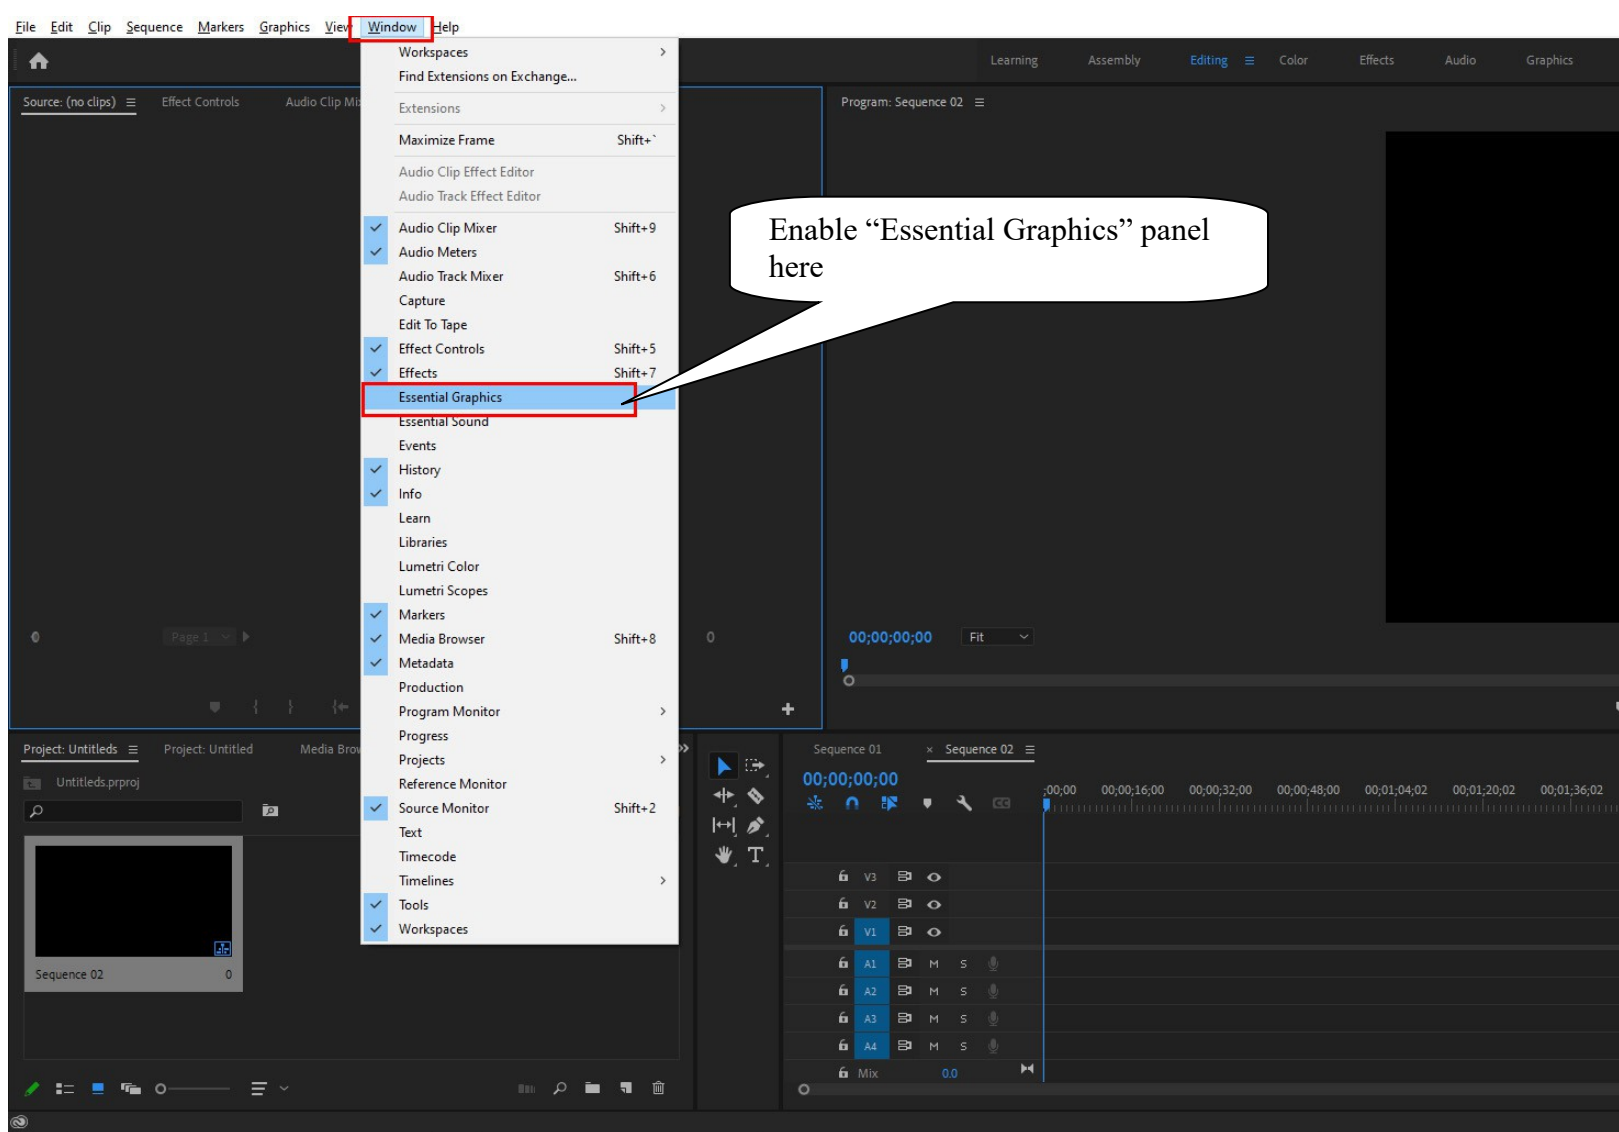 File Edit Clip Sequence Markers Graphics View Window Help
Learning Assembly Editing Color Effects Audio Graphics
Source: (no clips) Effect Controls Audio Clip
Program: Sequence 02
Workspaces
Find Extensions on Exchange...
Extensions
Maximize Frame Shift+`
Audio Clip Effect Editor
Audio Track Effect Editor
Audio Clip Mixer Shift+9
Audio Meters
Audio Track Mixer Shift+6
Capture
Edit To Tape
Effect Controls Shift+5
Effects Shift+7
Essential Graphics
Essential Sound
Events
History
Info
Learn
Libraries
Lumetri Color
Lumetri Scopes
Markers
Media Browser Shift+8
Metadata
Production
Program Monitor
Progress
Projects
Reference Monitor
Source Monitor Shift+2
Text
Timecode
Timelines
Tools
Workspaces
Enable “Essential Graphics” panel
here
Page 1 0
00;00;00;00 Fit
Project: Untitleds Project: Untitled Media
Untitleds.prproj
Sequence 02 0
Sequence 01 × Sequence 02
00;00;00;00
;00;00 00;00;16;00 00;00;32;00 00;00;48;00 00;01;04;02 00;01;20;02 00;01;36;02
V3
V2
V1
A1 M S
A2 M S
A3 M S
A4 M S
Mix 0.0